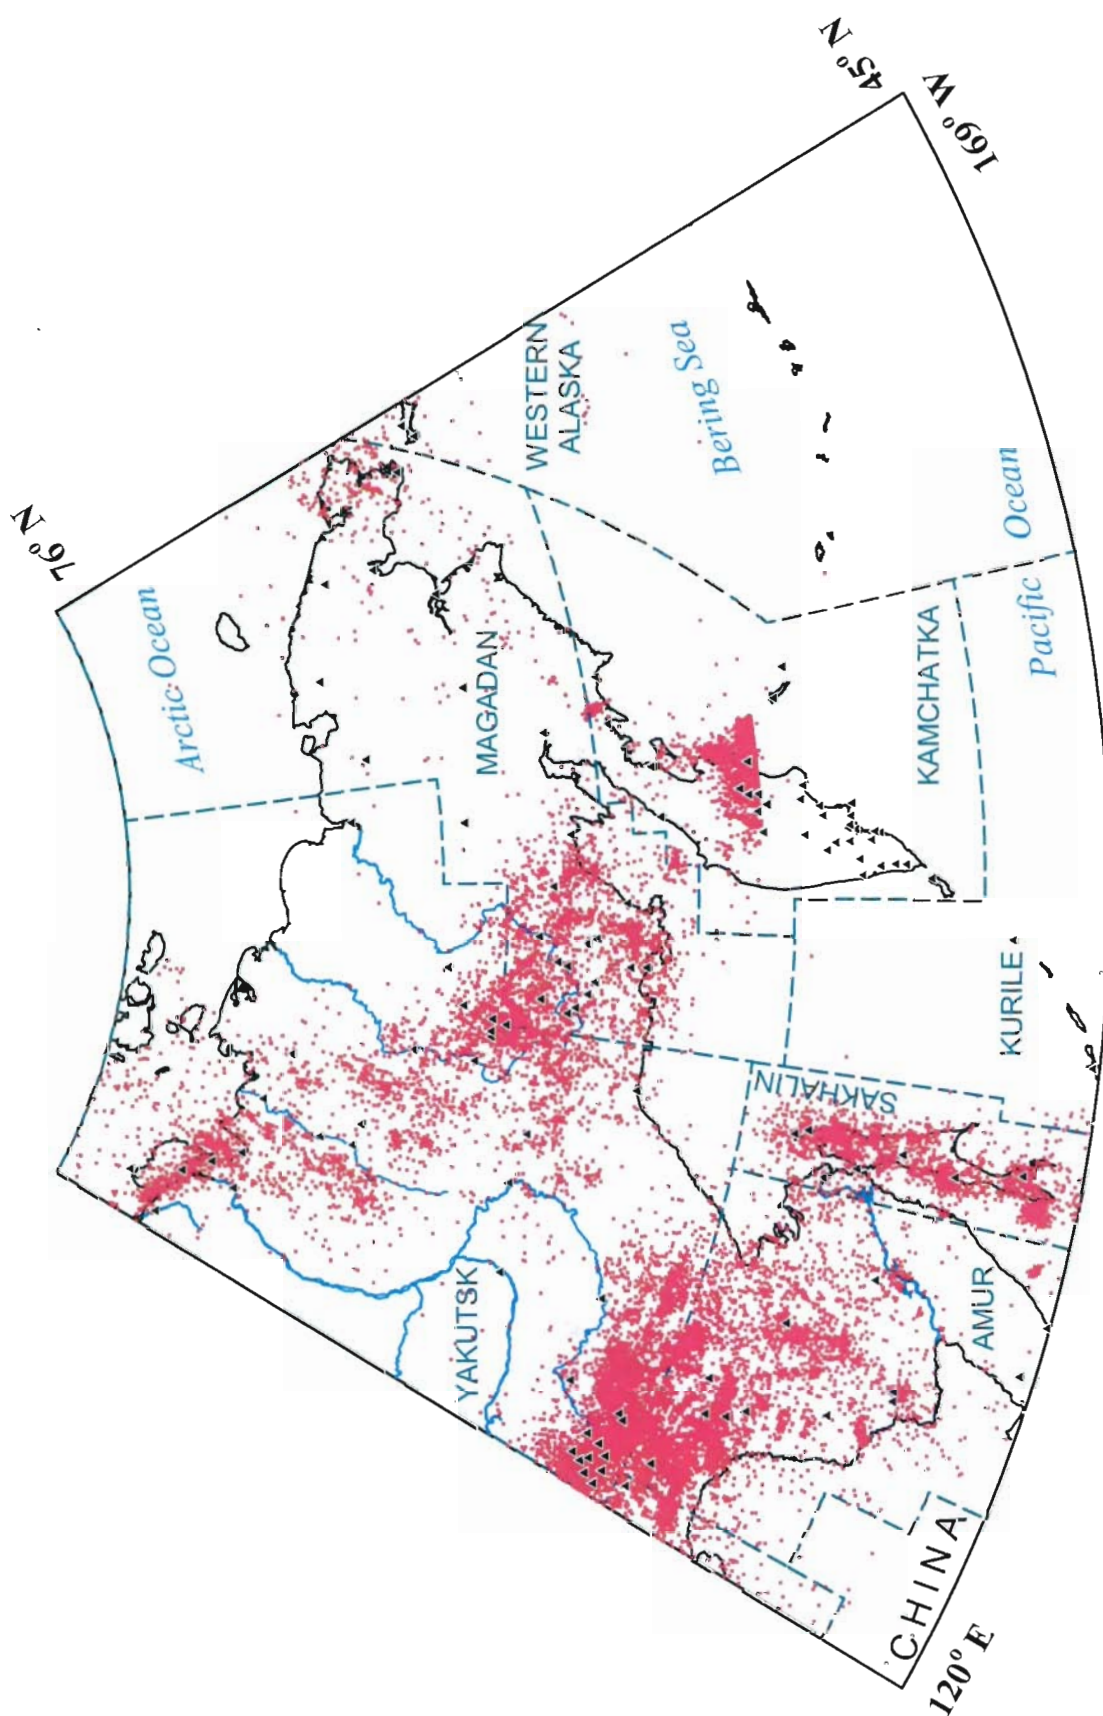 76° N
45° N
169° W
Arctic Ocean
WESTERN
ALASKA
Bering Sea
MAGADAN
Pacific
Ocean
KAMCHATKA
YAKUTSK
SAKHALIN
KURILE
AMUR
CHINA
120° E